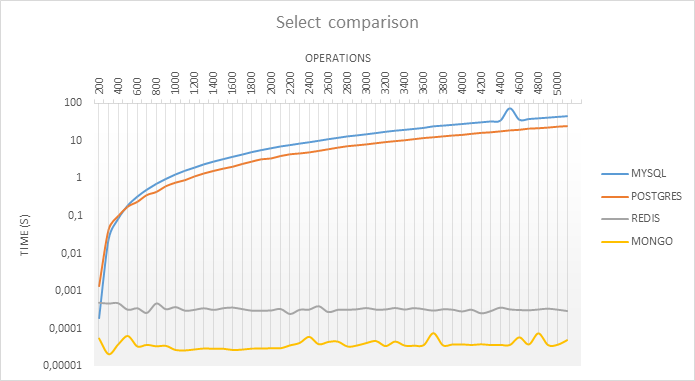 Select comparison
OPERATIONS
200 400 600 800 1000 1200 1400 1600 1800 2000 2200 2400 2600 2800 3000 3200 3400 3600 3800 4000 4200 4400 4600 4800 5000
100
10
1
0,1
0,01
0,001
0,0001
0,00001
TIME (S)
MYSQL
POSTGRES
REDIS
MONGO